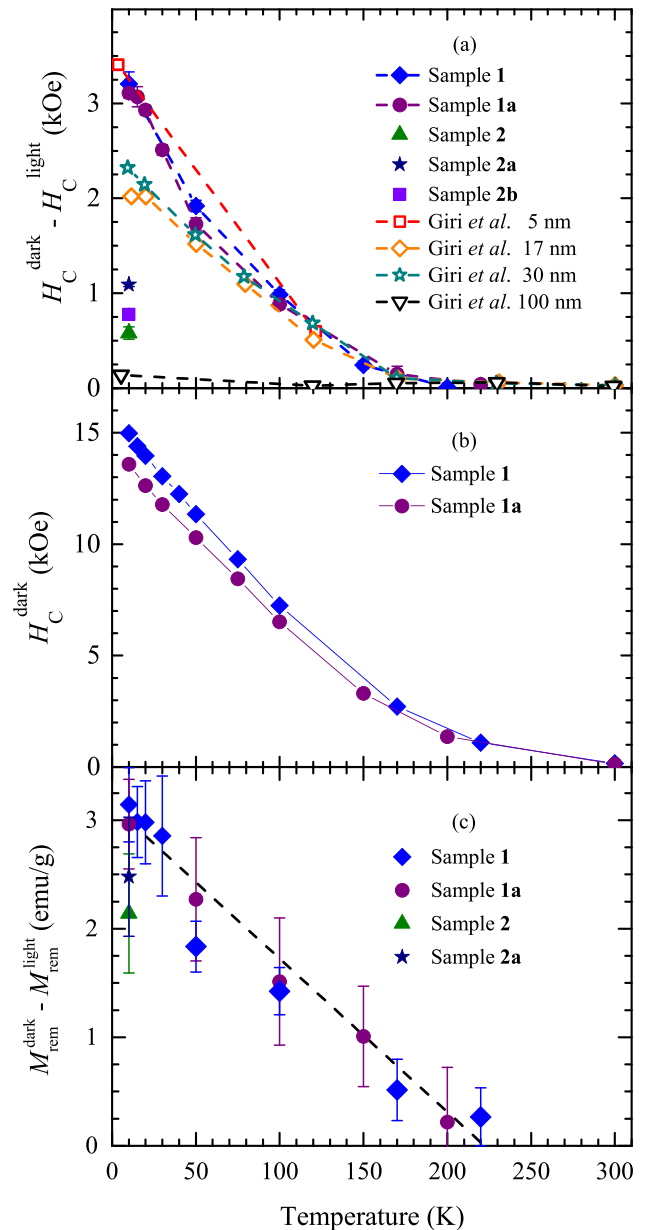 (a)
Sample 1
Sample 1a
Sample 2
Sample 2a
Sample 2b
Giri et al. 5 nm
Giri et al. 17 nm
Giri et al. 30 nm
Giri et al. 100 nm
H_C^dark - H_C^light (kOe)
3
2
1
0
(b)
Sample 1
Sample 1a
H_C^dark (kOe)
15
10
5
0
(c)
Sample 1
Sample 1a
Sample 2
Sample 2a
M_rem^dark - M_rem^light (emu/g)
3
2
1
0
0 50 100 150 200 250 300
Temperature (K)